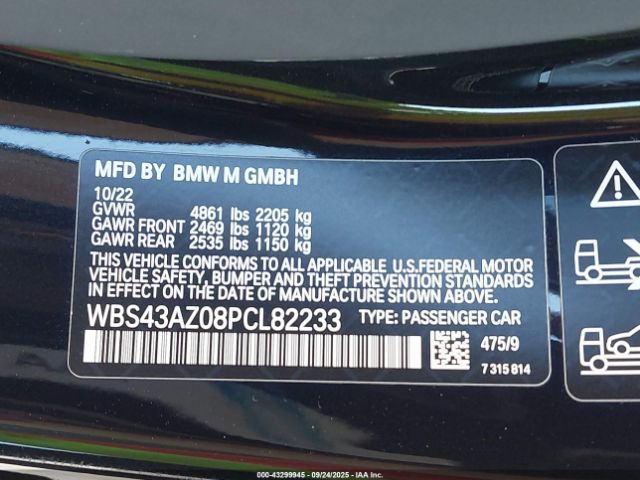 MFD BY BMW M GMBH
10/22
GVWR 4861 lbs 2205 kg
GAWR FRONT 2469 lbs 1120 kg
GAWR REAR 2535 lbs 1150 kg
THIS VEHICLE CONFORMS TO ALL APPLICABLE U.S.FEDERAL MOTOR
VEHICLE SAFETY, BUMPER AND THEFT PREVENTION STANDARDS
IN EFFECT ON THE DATE OF MANUFACTURE SHOWN ABOVE.
WBS43AZ08PCL82233 TYPE: PASSENGER CAR
475/9
7 315 814
000-43299945 - 09/24/2025 - IAA Inc.